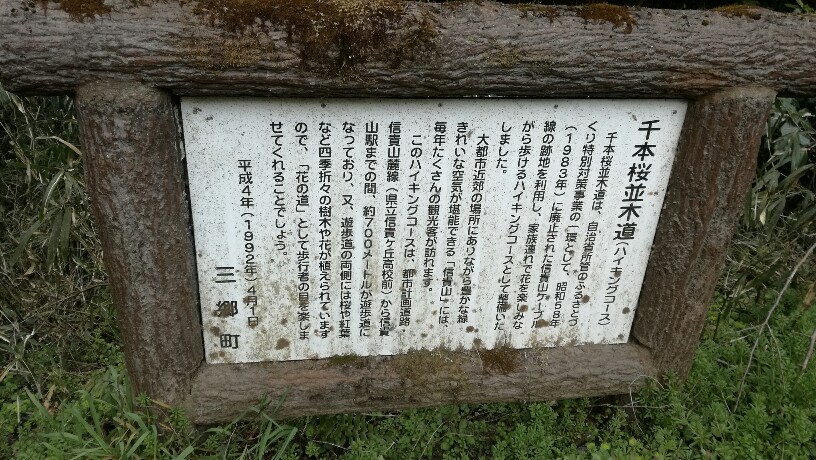 千本桜並木道(ハイキングコース)
千本桜並木道は、自治省所管のふるさとづ
くり特別対策事業の一環として、昭和58年
(1983年)に廃止された信貴山ケーブル
線の跡地を利用し、家族連れで花を楽しみな
がら歩けるハイキングコースとして整備いた
しました。
大都市近郊の場所にありながら豊かな緑
きれいな空気が堪能できる「信貴山」には、
毎年たくさんの観光客が訪れます。
このハイキングコースは、都市計画道路
信貴山麓線(県立信貴ケ丘高校前)から信貴
山駅までの間、約700メートルが遊歩道に
なっており、又、遊歩道の両側には桜や紅葉
など四季折々の樹木や花が植えられています
ので、「花の道」として歩行者の目を楽しま
せてくれることでしょう。
平成4年(1992年)4月1日
三郷町